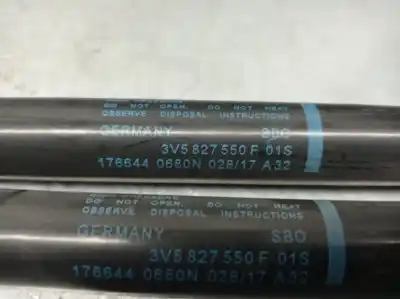 DO NOT OPEN. DO NOT HEAT
OBSERVE DISPOSAL INSTRUCTIONS
GERMANY SBO
3V5 827 550 F 01S
176644 0680N 028/17 A32
DO NOT OPEN. DO NOT HEAT
OBSERVE DISPOSAL INSTRUCTIONS
GERMANY SBO
3V5 827 550 F 01S
176644 0680N 028/17 A32